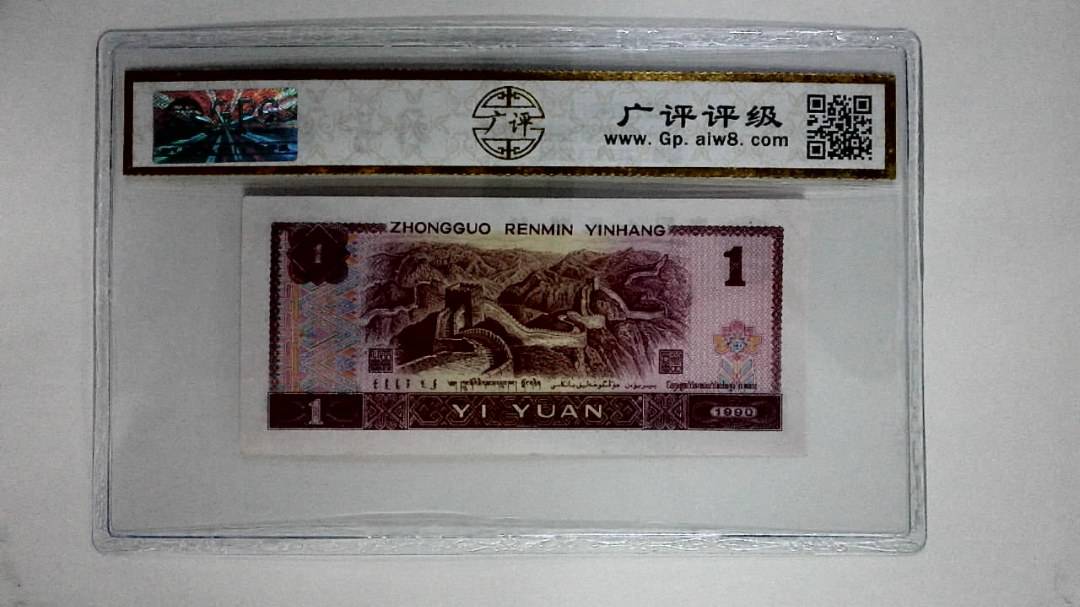 广评
广评评级
www. Gp. aiw8. com
ZHONGGUO RENMIN YINHANG
1
1
1
YI YUAN
1990